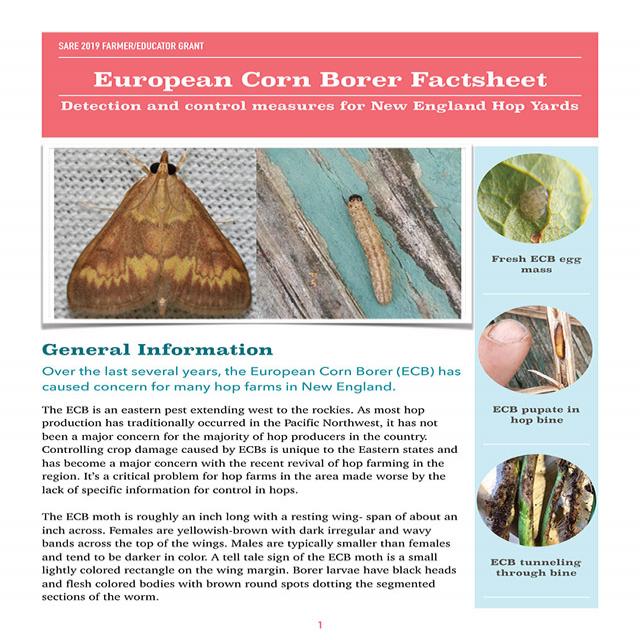 SARE 2019 FARMER/EDUCATOR GRANT
European Corn Borer Factsheet
Detection and control measures for New England Hop Yards
General Information
Over the last several years, the European Corn Borer (ECB) has
caused concern for many hop farms in New England.
The ECB is an eastern pest extending west to the rockies. As most hop
production has traditionally occurred in the Pacific Northwest, it has not
been a major concern for the majority of hop producers in the country.
Controlling crop damage caused by ECBs is unique to the Eastern states and
has become a major concern with the recent revival of hop farming in the
region. It's a critical problem for hop farms in the area made worse by the
lack of specific information for control in hops.
The ECB moth is roughly an inch long with a resting wing- span of about an
inch across. Females are yellowish-brown with dark irregular and wavy
bands across the top of the wings. Males are typically smaller than females
and tend to be darker in color. A tell tale sign of the ECB moth is a small
lightly colored rectangle on the wing margin. Borer larvae have black heads
and flesh colored bodies with brown round spots dotting the segmented
sections of the worm.
Fresh ECB egg
mass
ECB pupate in
hop bine
ECB tunneling
through bine
1